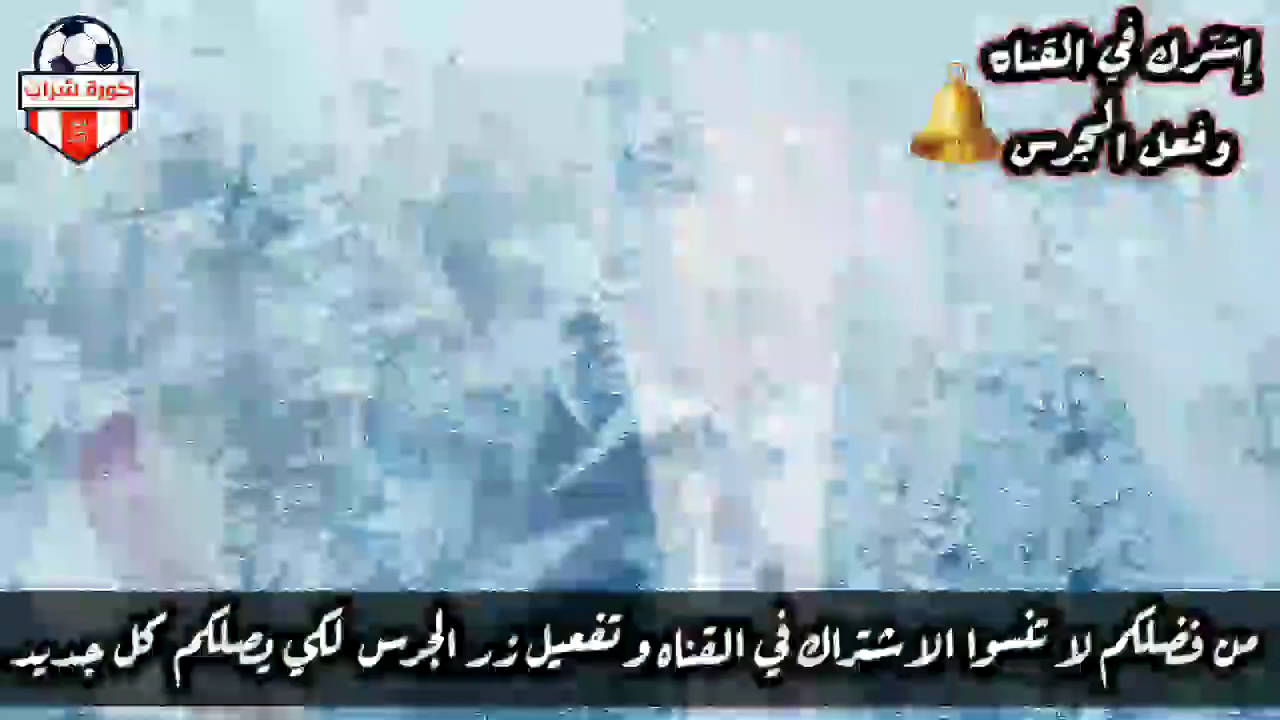 إشترك في القناه
وفعل الجرس
كورة شراب
من فضلكم لا تنسوا الاشتراك في القناه و تفعيل زر الجرس لكي يصلكم كل جديد